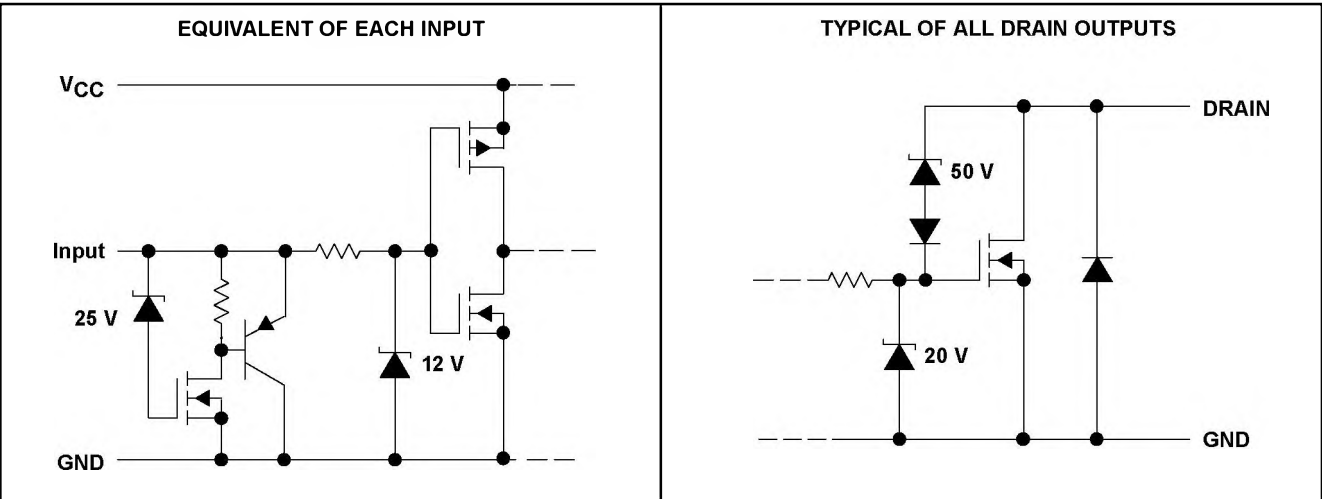 EQUIVALENT OF EACH INPUT
VCC
Input
25 V
12 V
GND
TYPICAL OF ALL DRAIN OUTPUTS
DRAIN
50 V
20 V
GND